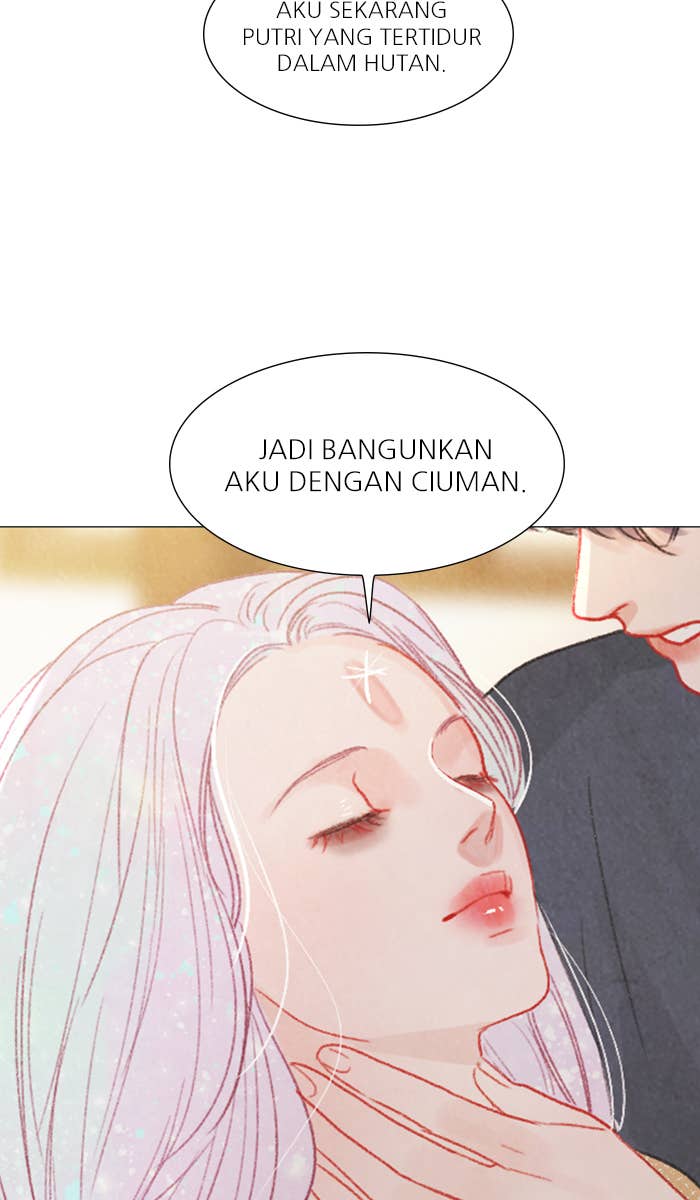 AKU SEKARANG
PUTRI YANG TERTIDUR
DALAM HUTAN.
JADI BANGUNKAN
AKU DENGAN CIUMAN.